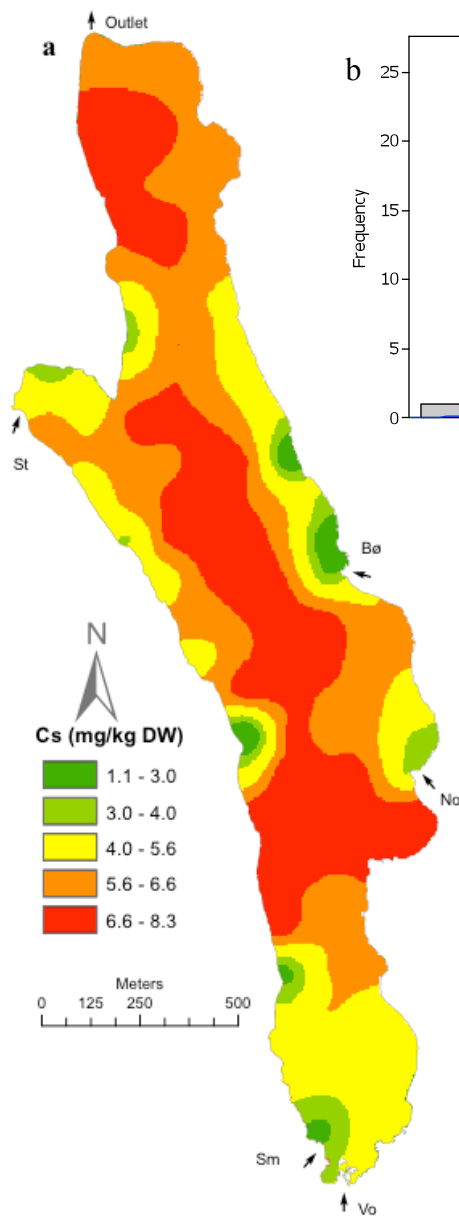 a
Outlet
b
25
20
15
10
5
0
Frequency
St
Bø
N
Cs (mg/kg DW)
1.1 - 3.0
3.0 - 4.0
4.0 - 5.6
5.6 - 6.6
6.6 - 8.3
No
Meters
0 125 250 500
Sm
Vo